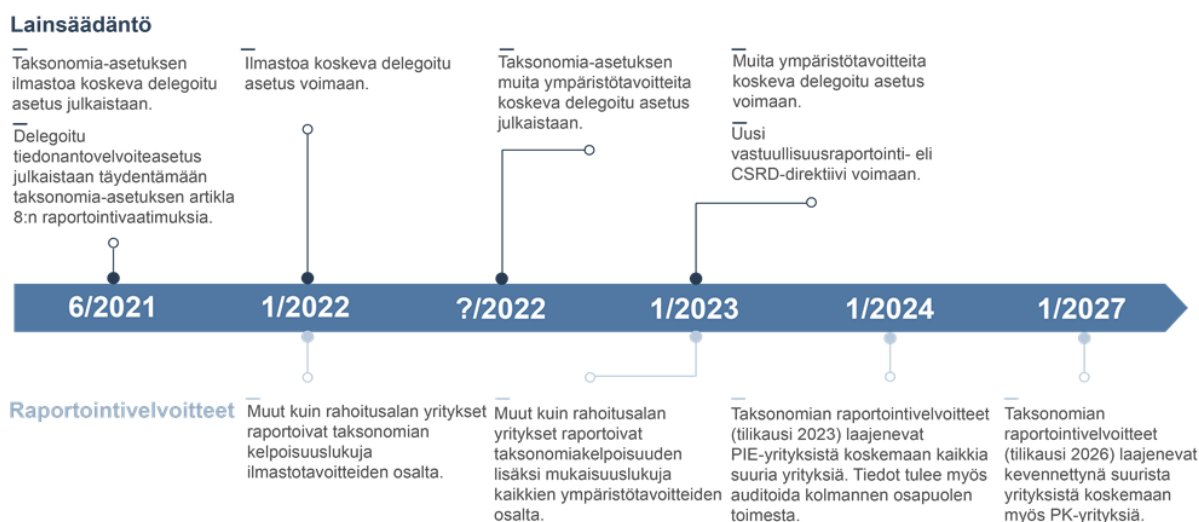 Lainsäädäntö
Taksonomia-asetuksen
ilmastoa koskeva delegoitu
asetus julkaistaan.
Delegoitu
tiedonantovelvoiteasetus
julkaistaan täydentämään
taksonomia-asetuksen artikla
8:n raportointivaatimuksia.
Ilmastoa koskeva delegoitu
asetus voimaan.
Taksonomia-asetuksen
muita ympäristötavoitteita
koskeva delegoitu asetus
julkaistaan.
Muita ympäristötavoitteita
koskeva delegoitu asetus
voimaan.
Uusi
vastuullisuusraportointi- eli
CSRD-direktiivi voimaan.
6/2021
1/2022
?/2022
1/2023
1/2024
1/2027
Raportointivelvoitteet
Muut kuin rahoitusalan yritykset
raportoivat taksonomian
kelpoisuuslukuja
ilmastotavoitteiden osalta.
Muut kuin rahoitusalan
yritykset raportoivat
taksonomiakelpoisuuden
lisäksi mukaisuuslukuja
kaikkien ympäristötavoitteiden
osalta.
Taksonomian raportointivelvoitteet
(tilikausi 2023) laajenevat
PIE-yrityksistä koskemaan kaikkia
suuria yrityksiä. Tiedot tulee myös
auditoida kolmannen osapuolen
toimesta.
Taksonomian
raportointivelvoitteet
(tilikausi 2026) laajenevat
kevennettynä suurista
yrityksistä koskemaan
myös PK-yrityksiä.